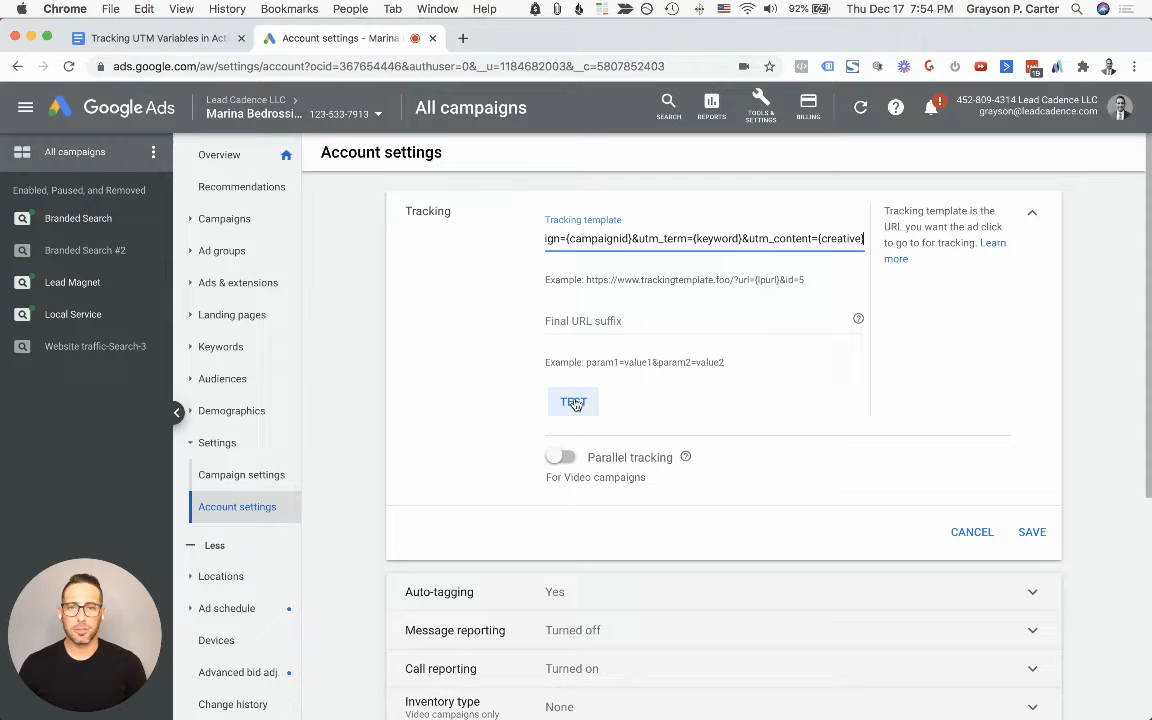 Chrome File Edit View History Bookmarks People Tab Window Help 92% Thu Dec 17 7:54 PM Grayson P. Carter
Tracking UTM Variables in Acti
Account settings - Marina
ads.google.com/aw/settings/account?ocid=367654446&authuser=0&__u=1184682003&__c=5807852403
19
Google Ads
Lead Cadence LLC
Marina Bedrossi... 123-533-7913
All campaigns
SEARCH
REPORTS
TOOLS & SETTINGS
BILLING
452-809-4314 Lead Cadence LLC
grayson@leadcadence.com
All campaigns
Enabled, Paused, and Removed
Branded Search
Branded Search #2
Lead Magnet
Local Service
Website traffic-Search-3
Overview
Recommendations
Campaigns
Ad groups
Ads & extensions
Landing pages
Keywords
Audiences
Demographics
Settings
Campaign settings
Account settings
Less
Locations
Ad schedule
Devices
Advanced bid adj.
Change history
Account settings
Tracking
Tracking template
ign={campaignid}&utm_term={keyword}&utm_content={creative}
Example: https://www.trackingtemplate.foo/?url={lpurl}&id=5
Final URL suffix
Example: param1=value1&param2=value2
TEST
Parallel tracking
For Video campaigns
Tracking template is the
URL you want the ad click
to go to for tracking. Learn
more
CANCEL SAVE
Auto-tagging Yes
Message reporting Turned off
Call reporting Turned on
Inventory type None
Video campaigns only